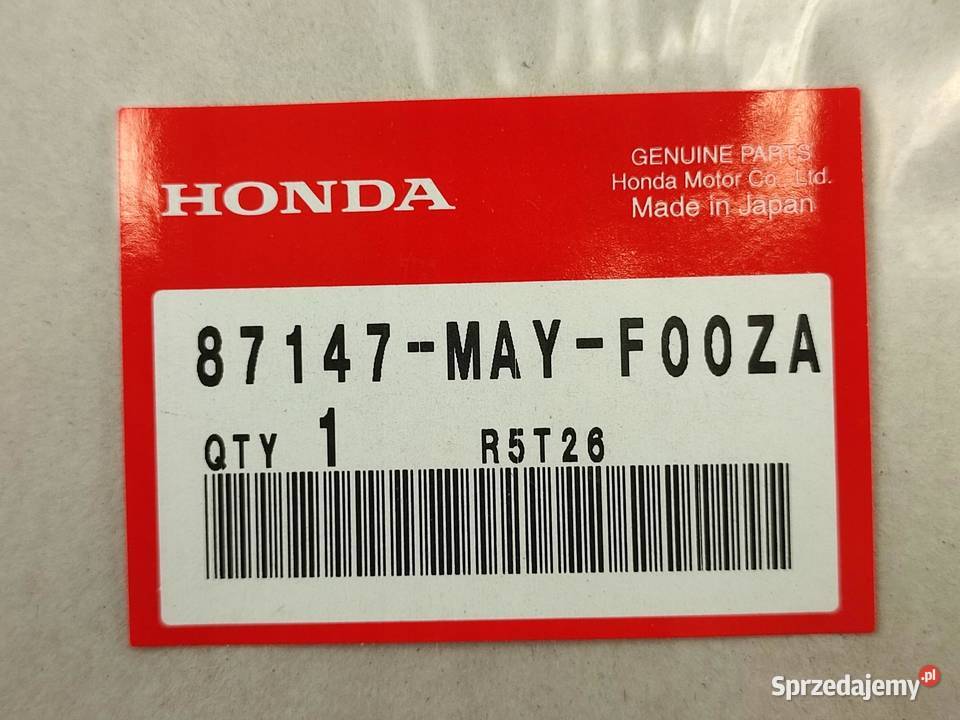 HONDA
GENUINE PARTS
Honda Motor Co., Ltd.
Made in Japan
87147-MAY-F00ZA
QTY 1 R5T26
Sprzedajemy.pl